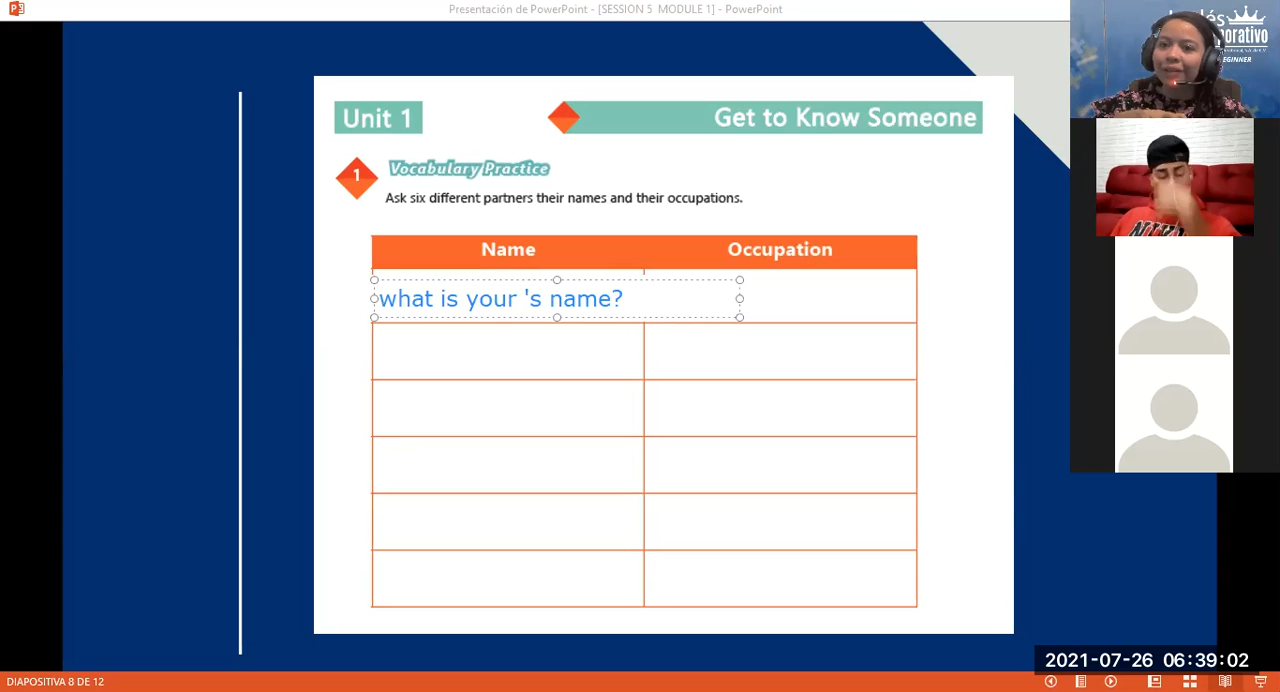 Presentación de PowerPoint - [SESSION 5 MODULE 1] - PowerPoint
EGINNER
Unit 1
Get to Know Someone
1
Vocabulary Practice
Ask six different partners their names and their occupations.
Name Occupation
what is your 's name?
2021-07-26 06:39:02
DIAPOSITIVA 8 DE 12